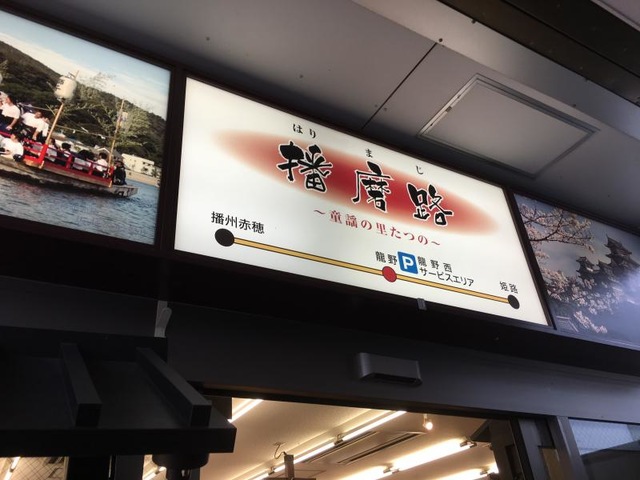 はりまじ
播磨路
～童謡の里たつの～
播州赤穂
龍野
P
龍野西
サービスエリア
姫路